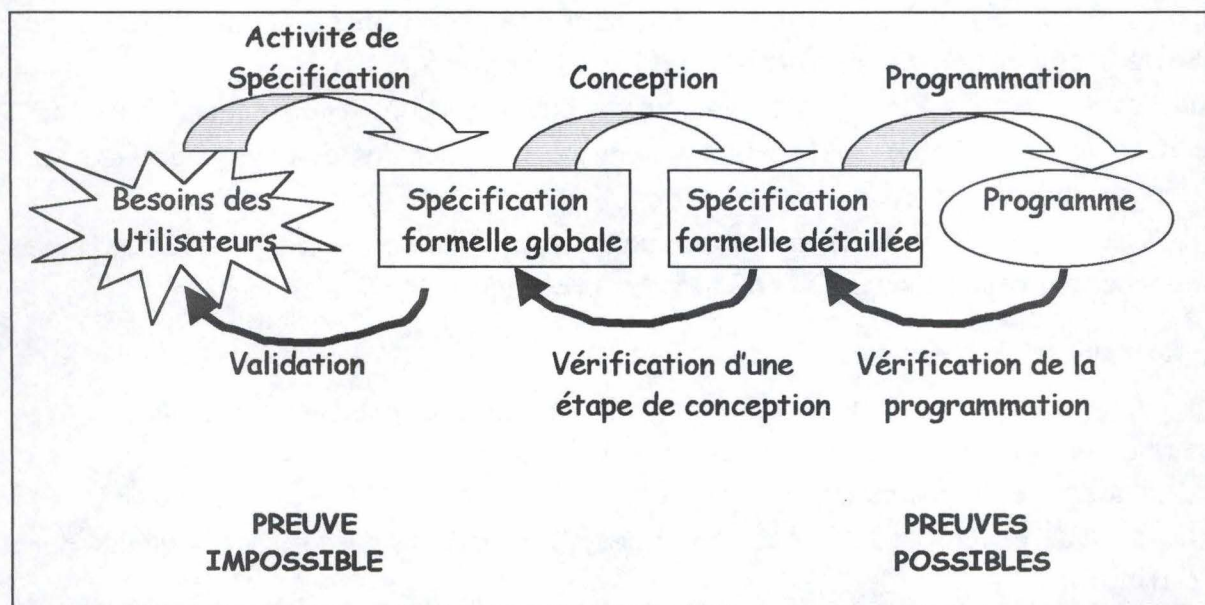 Activité de
Spécification
Conception
Programmation
Besoins des
Utilisateurs
Spécification
formelle globale
Spécification
formelle détaillée
Programme
Validation
Vérification d'une
étape de conception
Vérification de la
programmation
PREUVE
IMPOSSIBLE
PREUVES
POSSIBLES